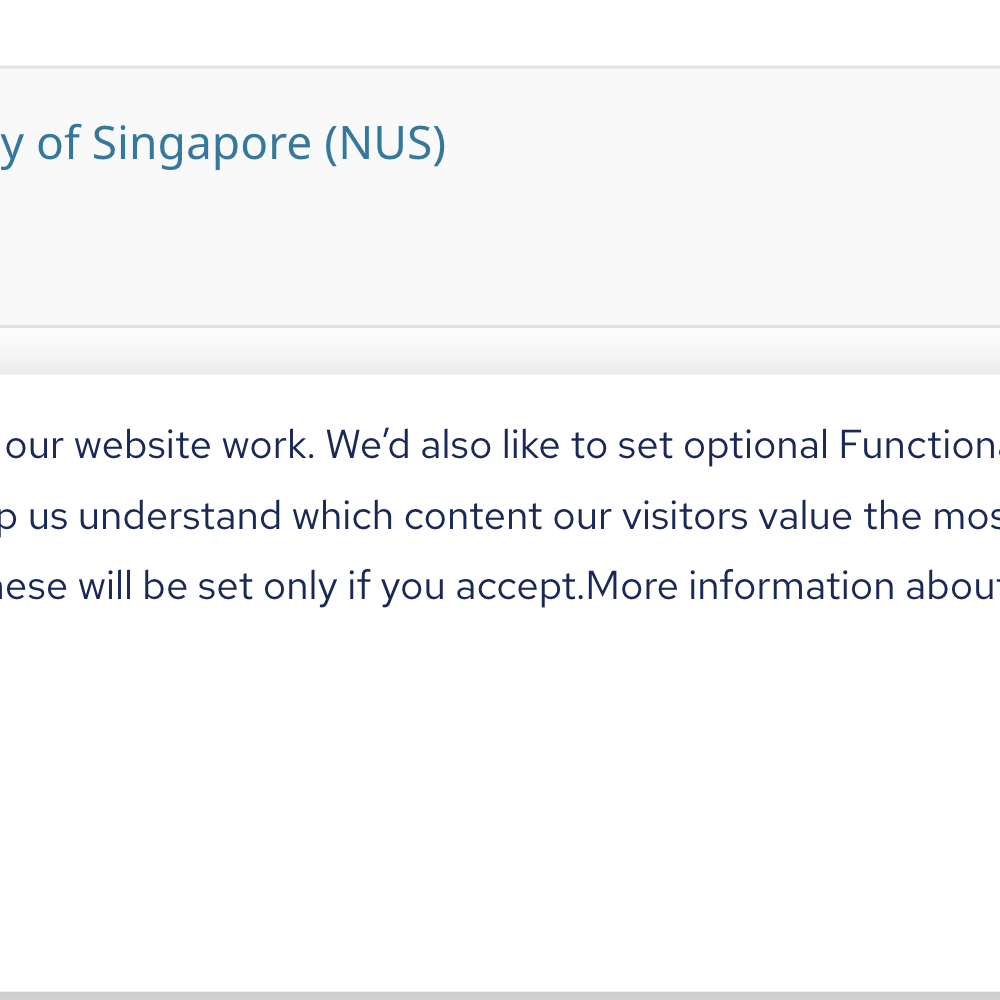 y of Singapore (NUS)
our website work. We’d also like to set optional Functiona
p us understand which content our visitors value the mos
hese will be set only if you accept.More information about